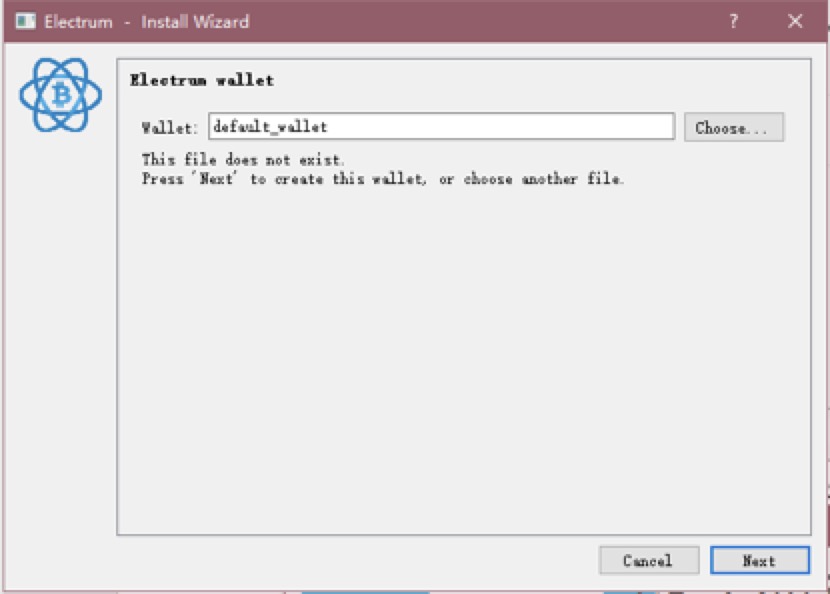 Electrum - Install Wizard
?
Electrum wallet
Wallet: default_wallet Choose...
This file does not exist.
Press 'Next' to create this wallet, or choose another file.
Cancel Next